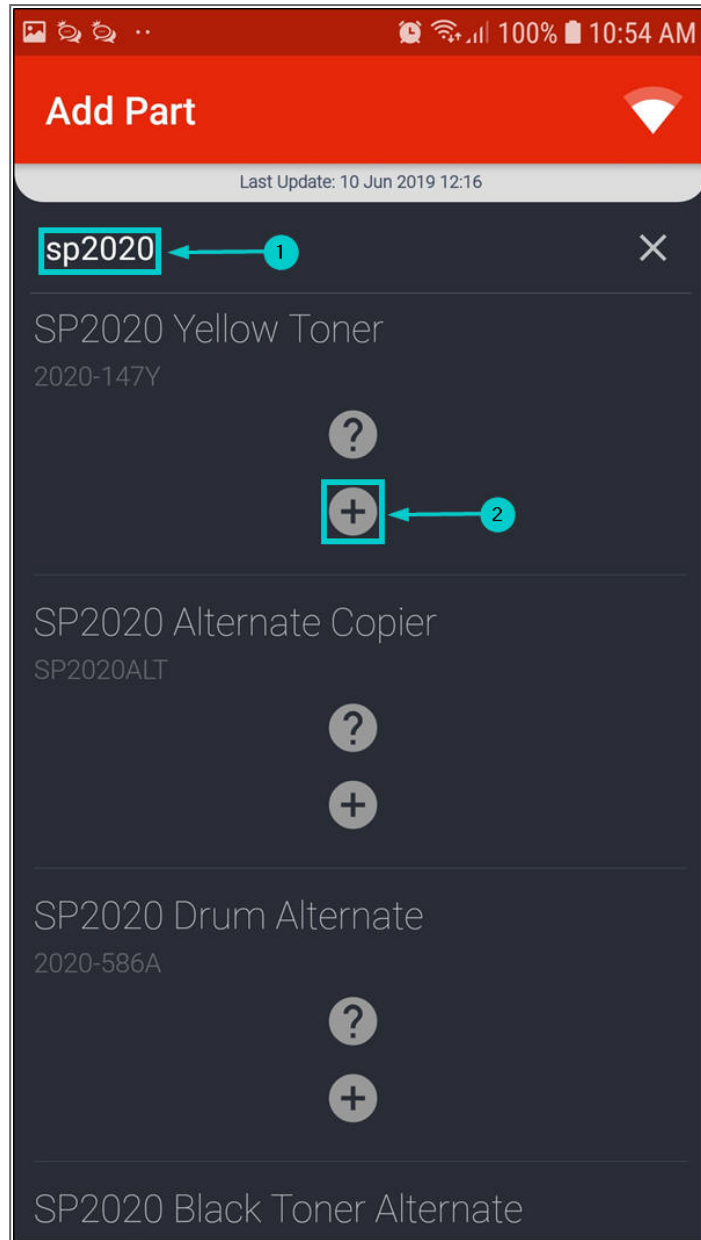 100% 10:54 AM
Add Part
Last Update: 10 Jun 2019 12:16
sp2020
1
SP2020 Yellow Toner
2020-147Y
?
+
2
SP2020 Alternate Copier
SP2020ALT
?
+
SP2020 Drum Alternate
2020-586A
?
+
SP2020 Black Toner Alternate